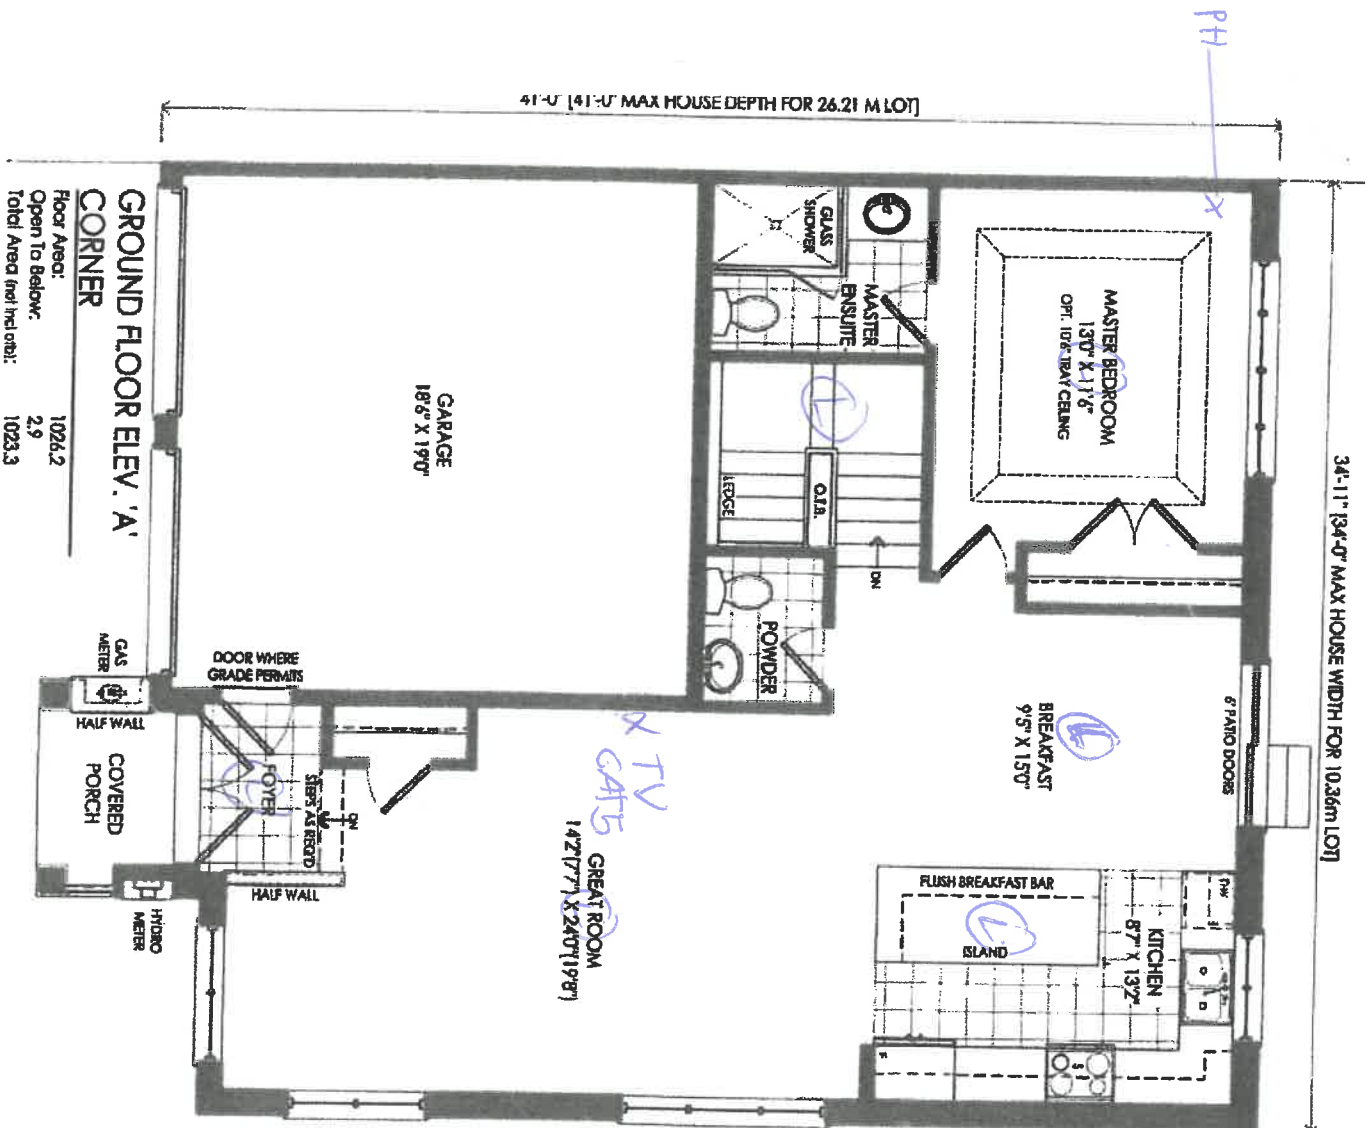 PH
X
41'-0" [41'-0" MAX HOUSE DEPTH FOR 26.21 M LOT]
34'-11" [34'-0" MAX HOUSE WIDTH FOR 10.36m LOT]
MASTER BEDROOM
13'0" X 11'6"
OPT. 10'6" TRAY CEILING
L
GLASS
SHOWER
MASTER
ENSUITE
L
O.T.B.
LEDGE
DN
POWDER
BREAKFAST
9'5" X 15'0"
L
6' PATIO DOORS
FLUSH BREAKFAST BAR
ISLAND
L
KITCHEN
8'7" X 13'2"
D/W
F
S
GREAT ROOM
14'2"(7'7") X 24'0"(19'8")
L
X TV
CAT5
GARAGE
18'6" X 19'0"
DOOR WHERE
GRADE PERMITS
FOYER
L
STEPS AS REQ'D
DN
HALF WALL
HALF WALL
GAS
METER
COVERED
PORCH
HYDRO
METER
GROUND FLOOR ELEV. 'A'
CORNER
Floor Area: 1026.2
Open To Below: 2.9
Total Area (not incl otb): 1023.3